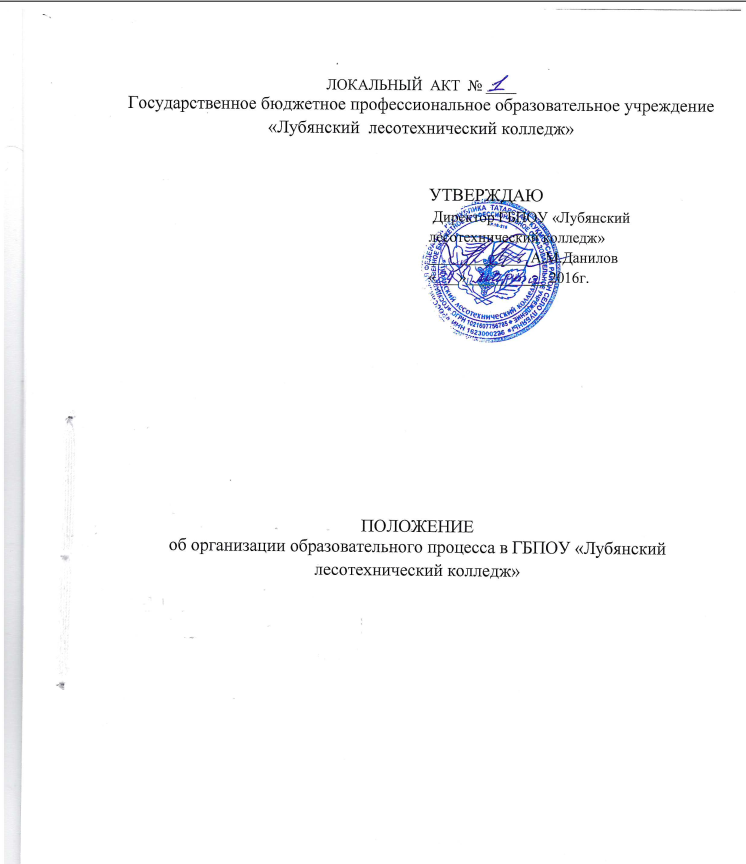 ЛОКАЛЬНЫЙ АКТ № 1
Государственное бюджетное профессиональное образовательное учреждение
«Лубянский лесотехнический колледж»
УТВЕРЖДАЮ
Директор ГБПОУ «Лубянский
лесотехнический колледж»
А.М.Данилов
марта 2016г.
ПОЛОЖЕНИЕ
об организации образовательного процесса в ГБПОУ «Лубянский
лесотехнический колледж»